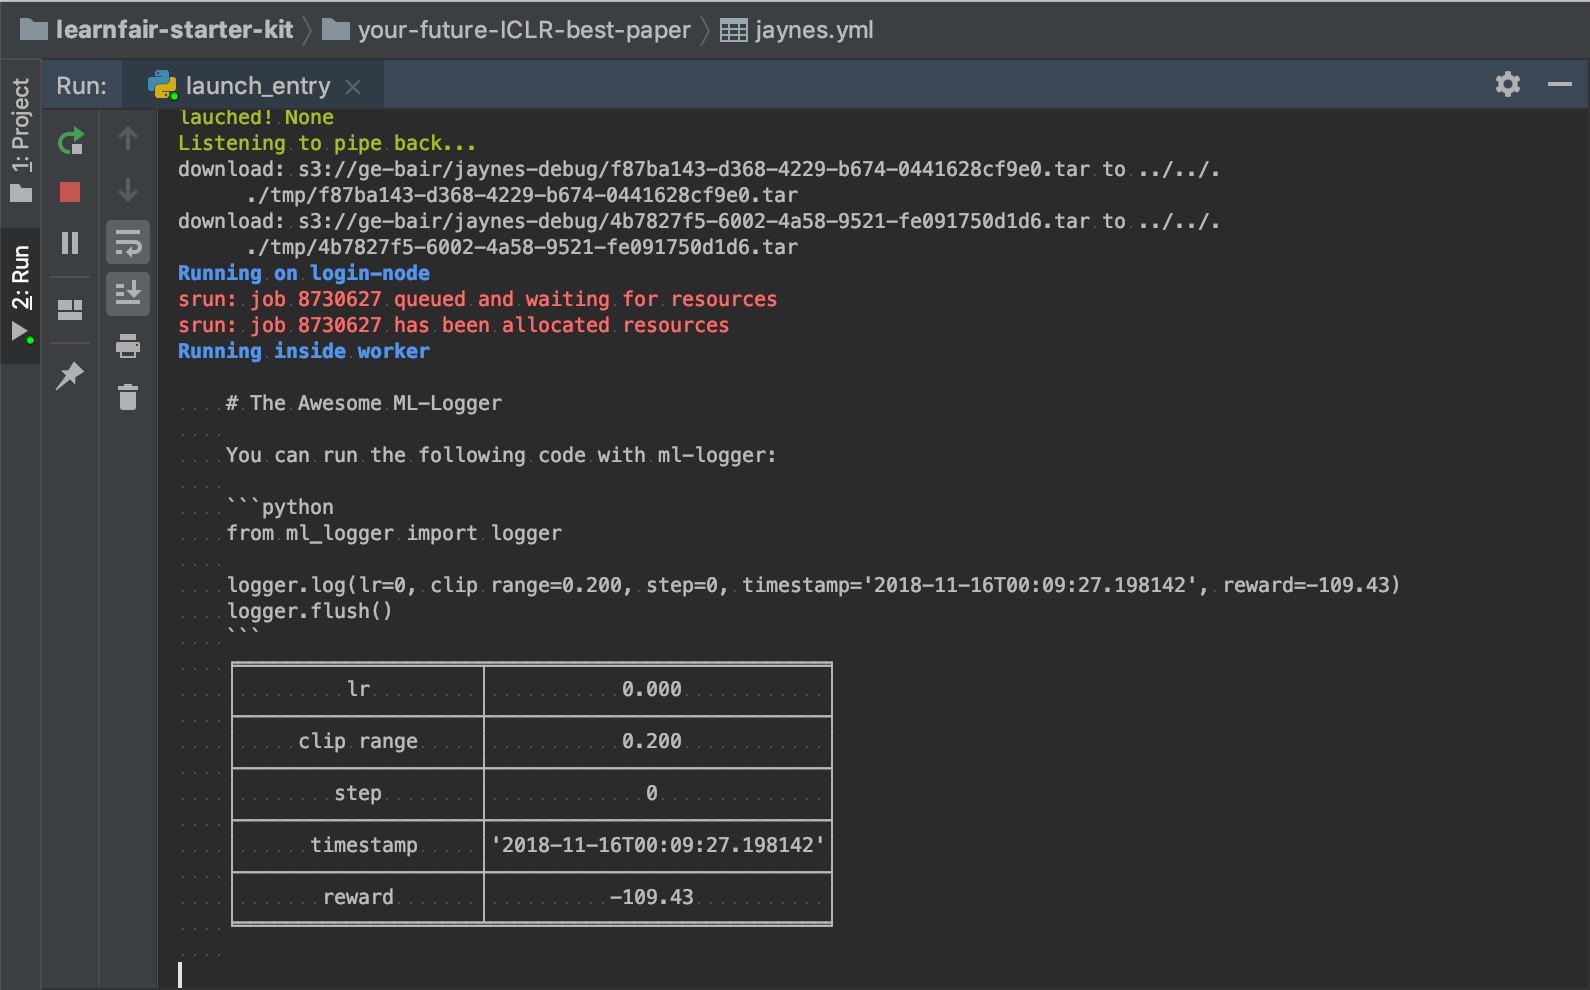 learnfair-starter-kit your-future-ICLR-best-paper jaynes.yml
1: Project
2: Run
Run: launch_entry
lauched! None
Listening to pipe back...
download: s3://ge-bair/jaynes-debug/f87ba143-d368-4229-b674-0441628cf9e0.tar to ../../.
./tmp/f87ba143-d368-4229-b674-0441628cf9e0.tar
download: s3://ge-bair/jaynes-debug/4b7827f5-6002-4a58-9521-fe091750d1d6.tar to ../../.
./tmp/4b7827f5-6002-4a58-9521-fe091750d1d6.tar
Running on login-node
srun: job 8730627 queued and waiting for resources
srun: job 8730627 has been allocated resources
Running inside worker
# The Awesome ML-Logger
You can run the following code with ml-logger:
```python
from ml_logger import logger
logger.log(lr=0, clip range=0.200, step=0, timestamp='2018-11-16T00:09:27.198142', reward=-109.43)
logger.flush()
```
lr 0.000
clip range 0.200
step 0
timestamp '2018-11-16T00:09:27.198142'
reward -109.43